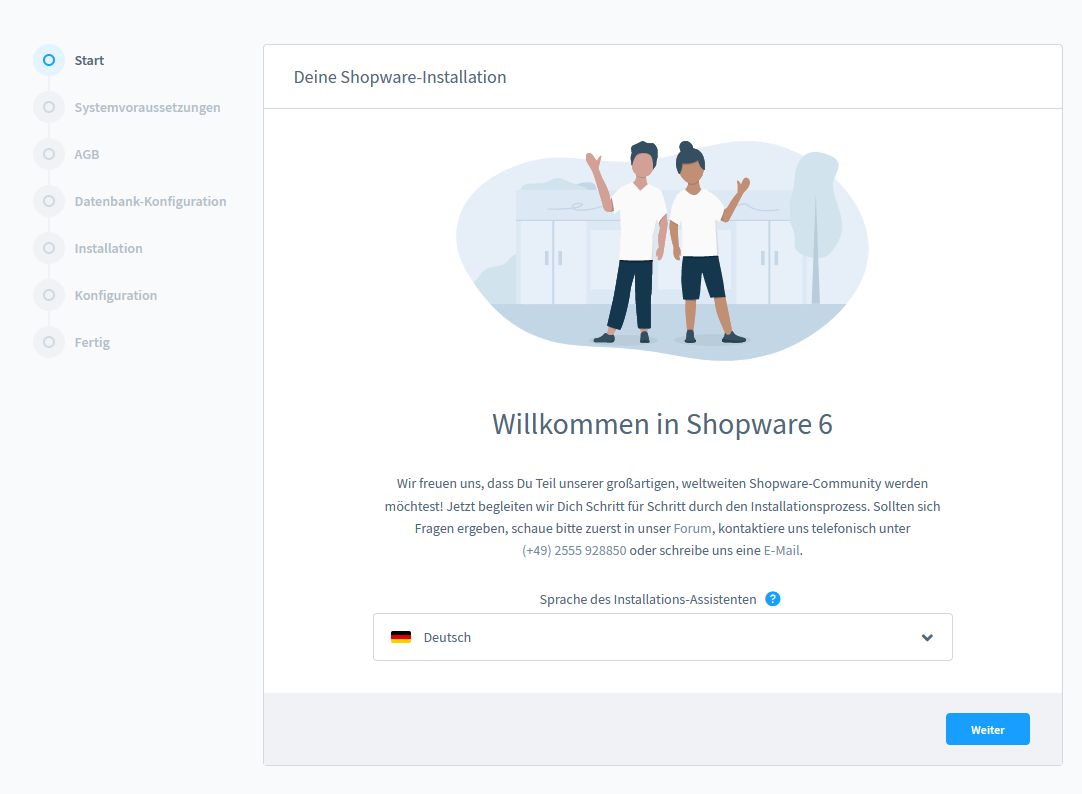 Start
Systemvoraussetzungen
AGB
Datenbank-Konfiguration
Installation
Konfiguration
Fertig
Deine Shopware-Installation
Willkommen in Shopware 6
Wir freuen uns, dass Du Teil unserer großartigen, weltweiten Shopware-Community werden
möchtest! Jetzt begleiten wir Dich Schritt für Schritt durch den Installationsprozess. Sollten sich
Fragen ergeben, schaue bitte zuerst in unser Forum, kontaktiere uns telefonisch unter
(+49) 2555 928850 oder schreibe uns eine E-Mail.
Sprache des Installations-Assistenten ?
Deutsch
Weiter